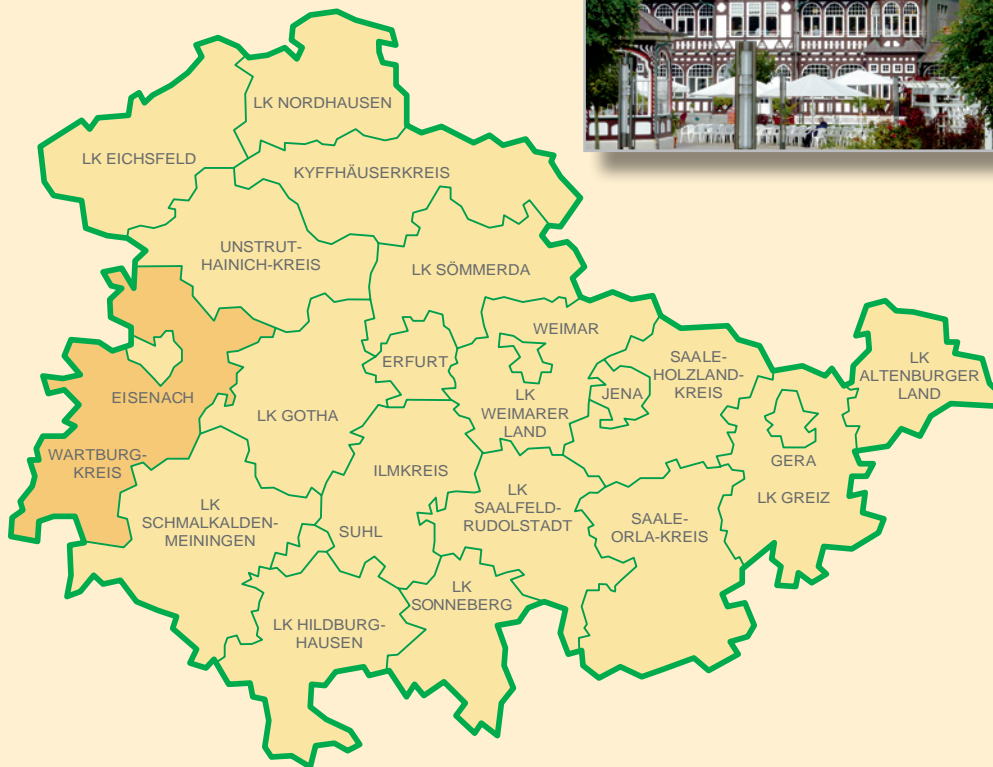 LK NORDHAUSEN
LK EICHSFELD
KYFFHÄUSERKREIS
UNSTRUT-
HAINICH-KREIS
LK SÖMMERDA
WEIMAR
ERFURT
SAALE-
HOLZLAND-
KREIS
LK
ALTENBURGER
LAND
EISENACH
LK GOTHA
LK
WEIMARER
LAND
JENA
WARTBURG-
KREIS
ILMKREIS
GERA
LK
SCHMALKALDEN-
MEININGEN
SUHL
LK
SAALFELD-
RUDOLSTADT
SAALE-
ORLA-KREIS
LK GREIZ
LK
SONNEBERG
LK HILDBURG-
HAUSEN